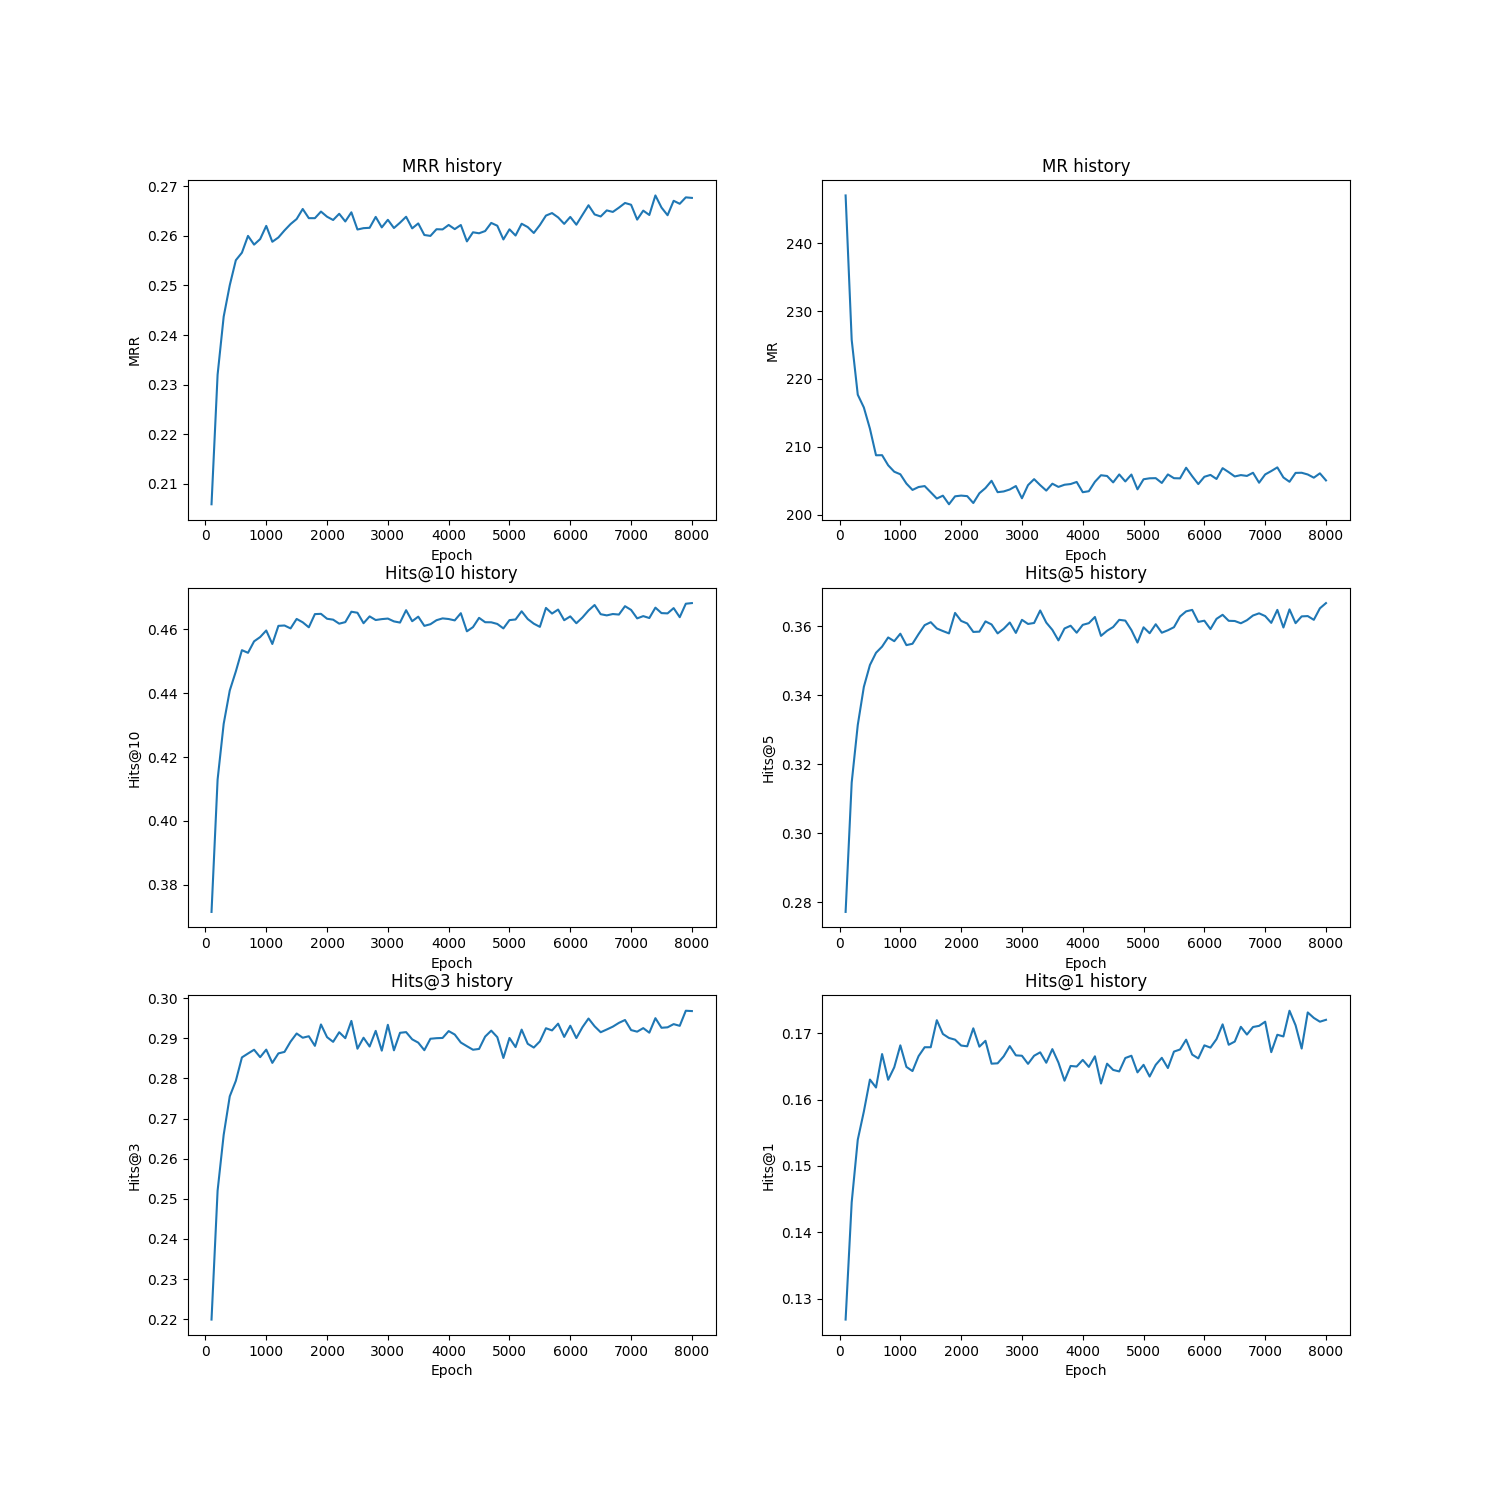 MRR history
0.27
0.26
0.25
0.24
0.23
0.22
0.21
MRR
0 1000 2000 3000 4000 5000 6000 7000 8000
Epoch
MR history
240
230
220
210
200
MR
0 1000 2000 3000 4000 5000 6000 7000 8000
Epoch
Hits@10 history
0.46
0.44
0.42
0.40
0.38
Hits@10
0 1000 2000 3000 4000 5000 6000 7000 8000
Epoch
Hits@5 history
0.36
0.34
0.32
0.30
0.28
Hits@5
0 1000 2000 3000 4000 5000 6000 7000 8000
Epoch
Hits@3 history
0.30
0.29
0.28
0.27
0.26
0.25
0.24
0.23
0.22
Hits@3
0 1000 2000 3000 4000 5000 6000 7000 8000
Epoch
Hits@1 history
0.17
0.16
0.15
0.14
0.13
Hits@1
0 1000 2000 3000 4000 5000 6000 7000 8000
Epoch